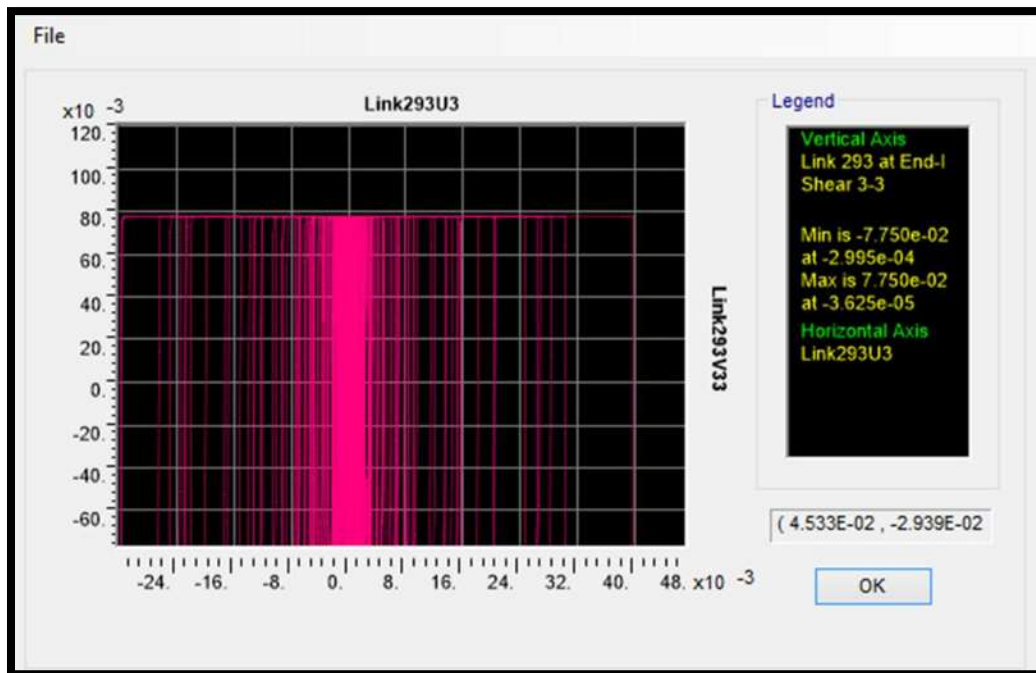 File
x10 -3
Link293U3
120.
100.
80.
60.
40.
20.
0.
-20.
-40.
-60.
-24. -16. -8. 0. 8. 16. 24. 32. 40. 48. x10 -3
Link293V33
Legend
Vertical Axis
Link 293 at End-I
Shear 3-3
Min is -7.750e-02
at -2.995e-04
Max is 7.750e-02
at -3.625e-05
Horizontal Axis
Link293U3
( 4.533E-02 , -2.939E-02
OK